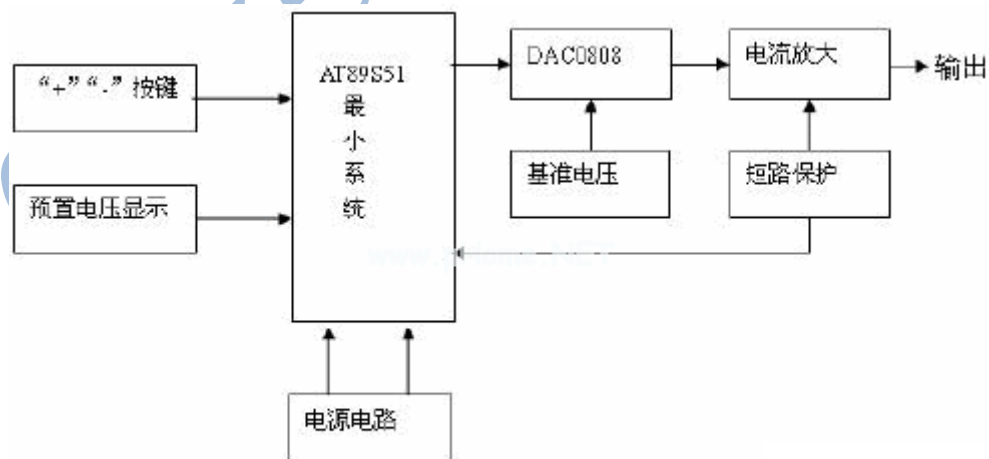 “+”“-”按键
预置电压显示
AT89S51
最
小
系
统
DAC0808
电流放大
输出
基准电压
短路保护
电源电路